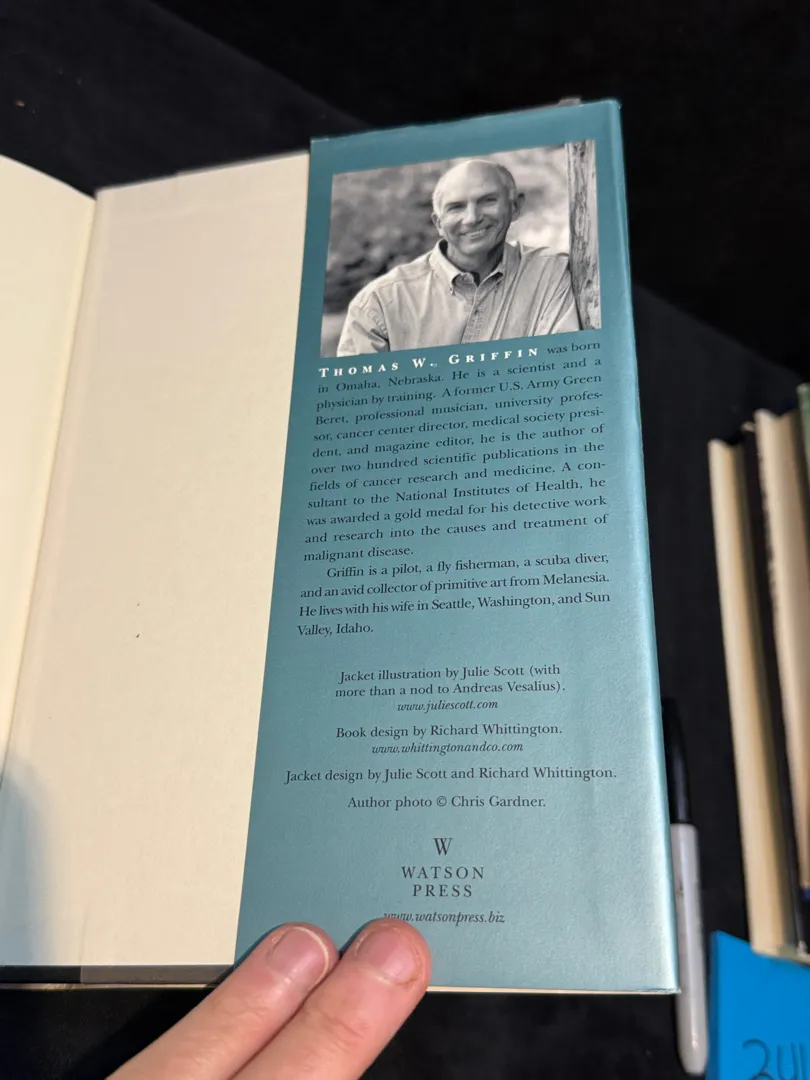 THOMAS W. GRIFFIN was born
in Omaha, Nebraska. He is a scientist and a
physician by training. A former U.S. Army Green
Beret, professional musician, university profes-
sor, cancer center director, medical society presi-
dent, and magazine editor, he is the author of
over two hundred scientific publications in the
fields of cancer research and medicine. A con-
sultant to the National Institutes of Health, he
was awarded a gold medal for his detective work
and research into the causes and treatment of
malignant disease.
Griffin is a pilot, a fly fisherman, a scuba diver,
and an avid collector of primitive art from Melanesia.
He lives with his wife in Seattle, Washington, and Sun
Valley, Idaho.
Jacket illustration by Julie Scott (with
more than a nod to Andreas Vesalius).
www.juliescott.com
Book design by Richard Whittington.
www.whittingtonandco.com
Jacket design by Julie Scott and Richard Whittington.
Author photo © Chris Gardner.
W
WATSON
PRESS
www.watsonpress.biz